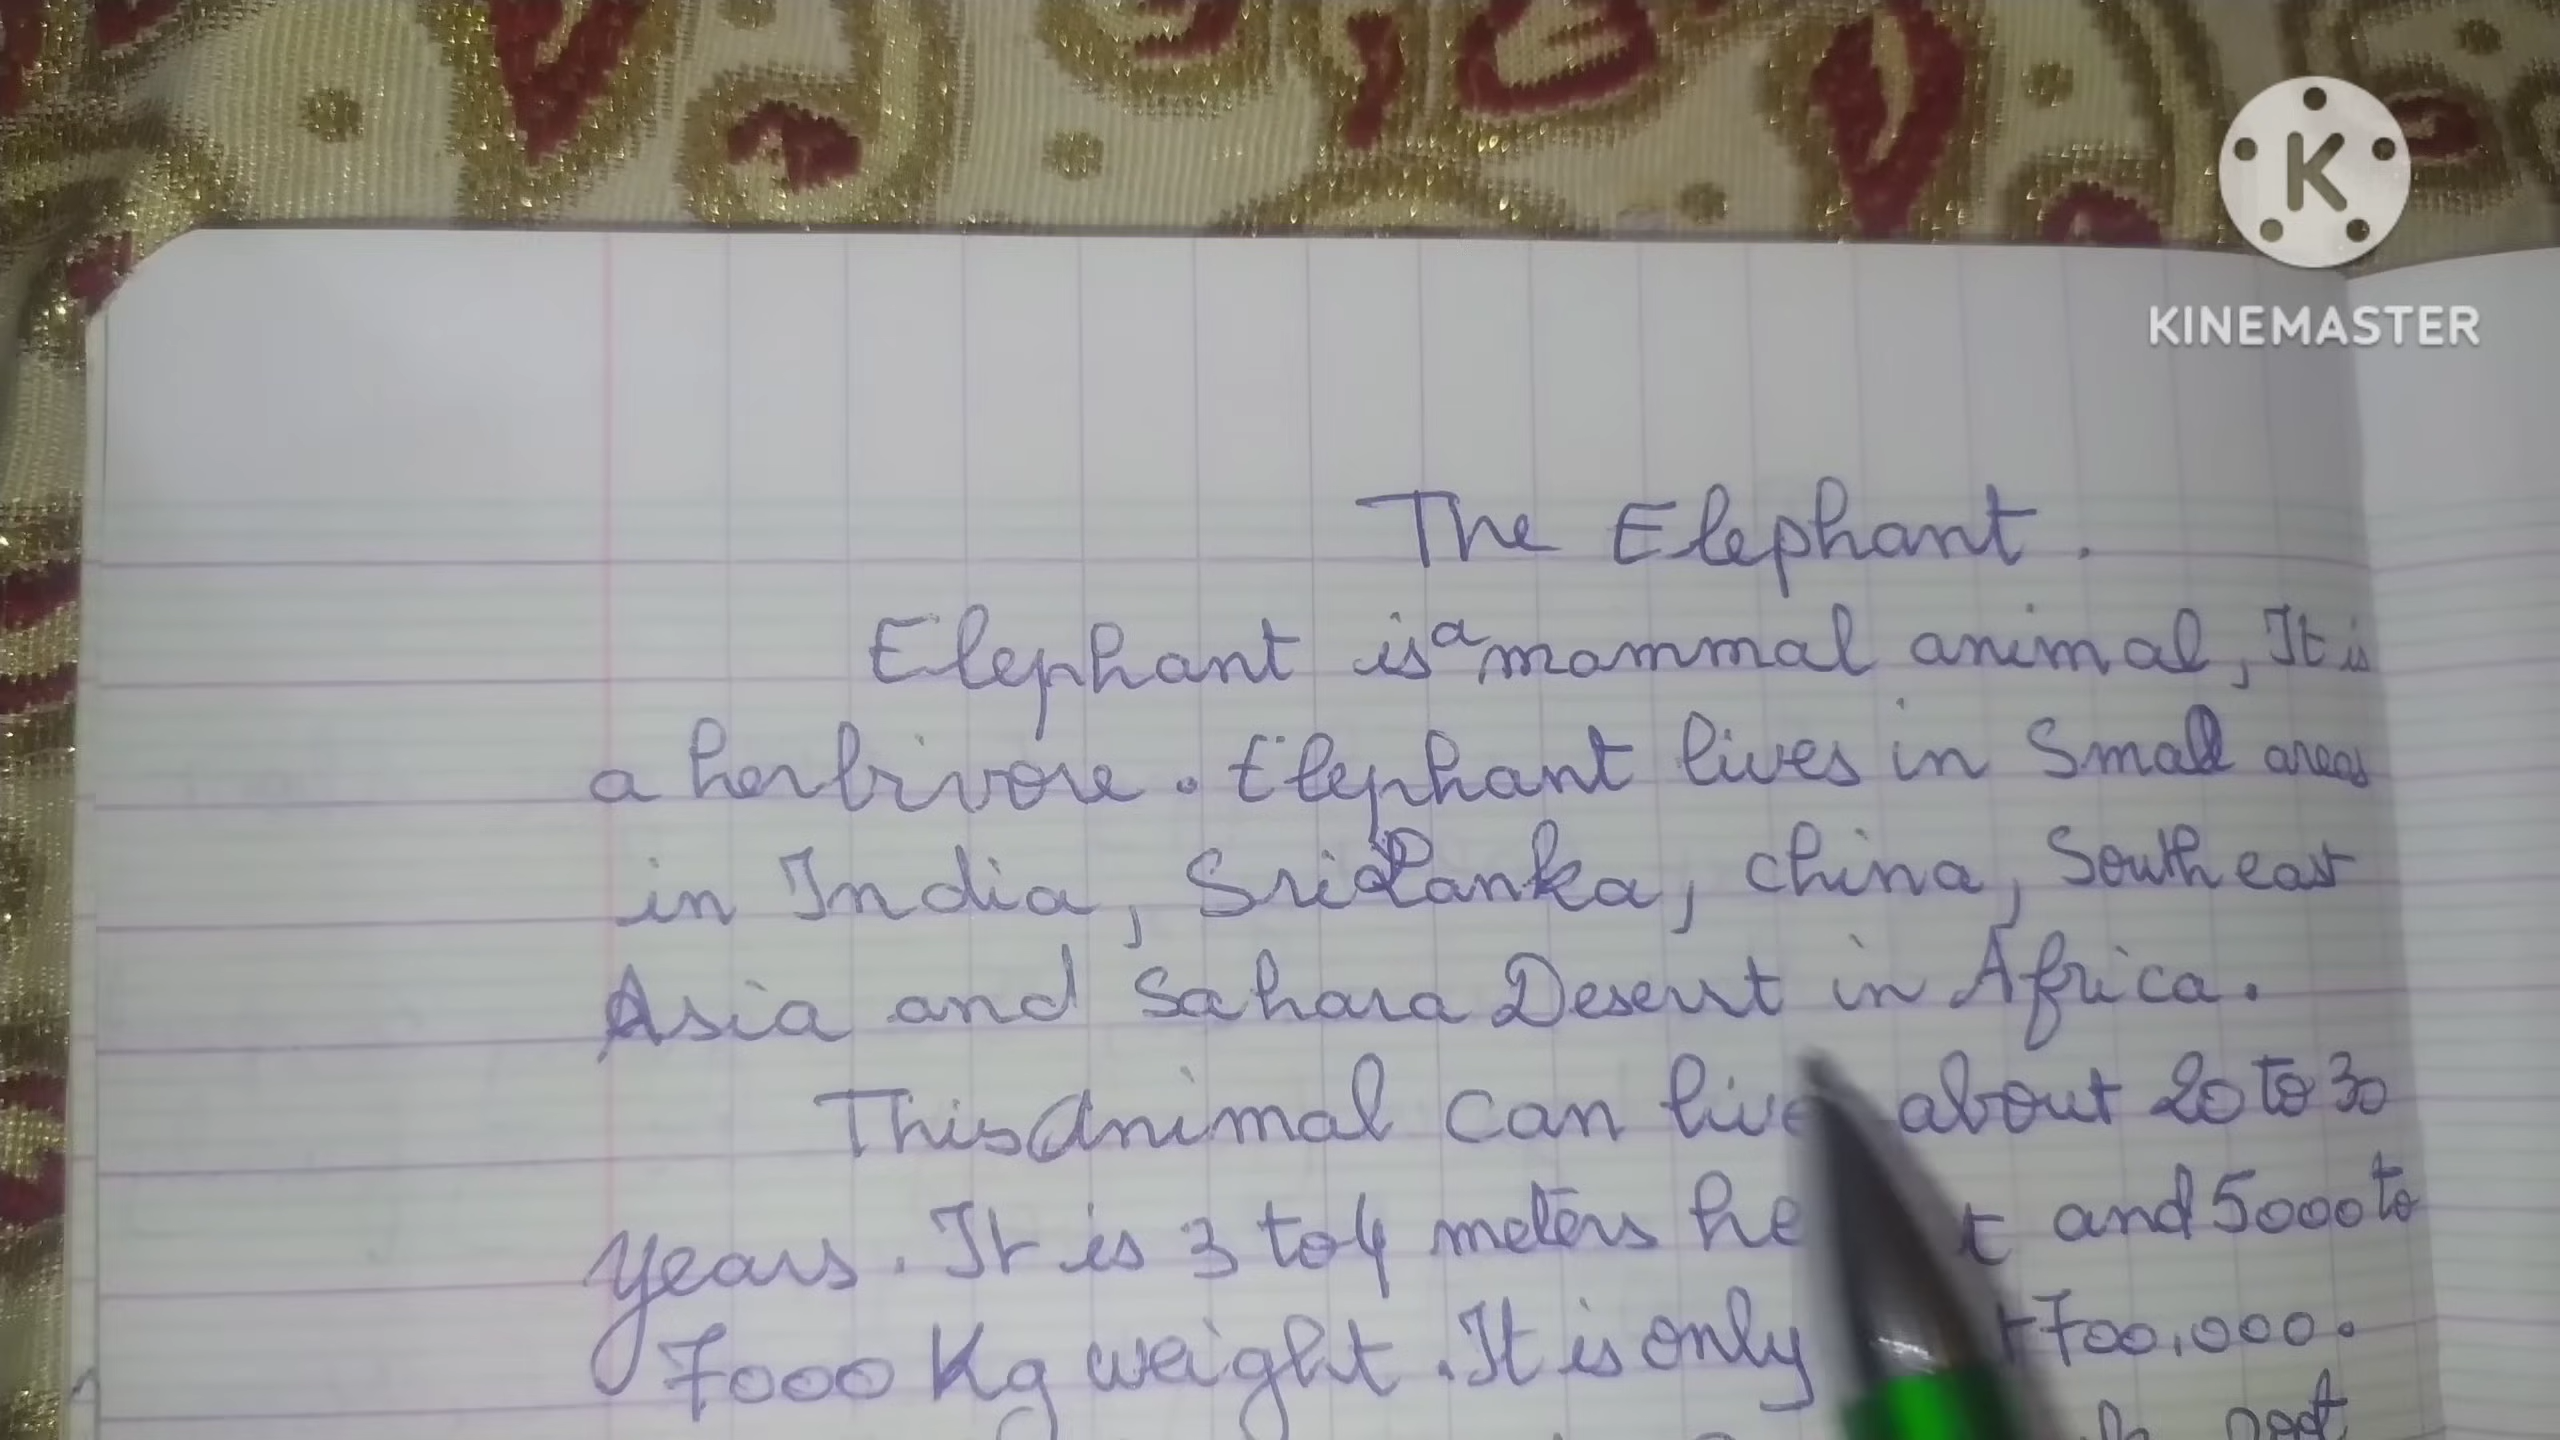 KINEMASTER
The Elephant.
Elephant is a mammal animal, It is
a herbivore. Elephant lives in Small areas
in India, Sri Lanka, china, South east
Asia and Sahara Desert in Africa.
This animal can live about 20 to 30
years. It is 3 to 4 meters and 5000 to
7000 Kg weight. It is only 700,000.